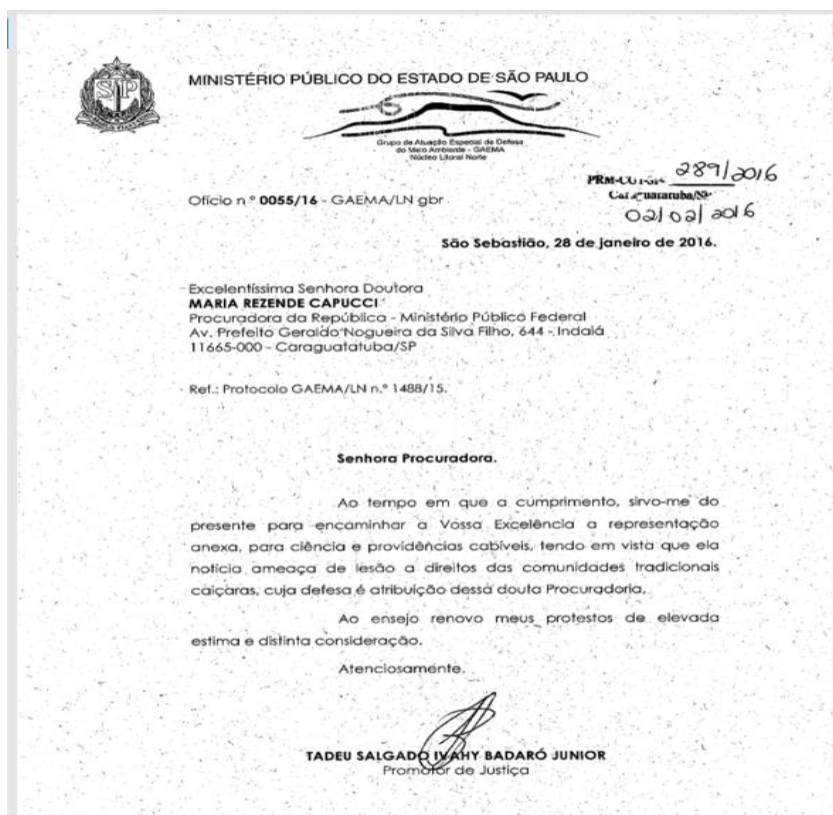 MINISTÉRIO PÚBLICO DO ESTADO DE SÃO PAULO
Grupo de Atuação Especial de Defesa
do Meio Ambiente - GAEMA
Núcleo Litoral Norte
289/2016
Caraguatatuba/SP
02/02/2016
Ofício n.º 0055/16 - GAEMA/LN gbr
São Sebastião, 28 de janeiro de 2016.
Excelentíssima Senhora Doutora
MARIA REZENDE CAPUCCI
Procuradora da República - Ministério Público Federal
Av. Prefeito Geraldo Nogueira da Silva Filho, 644 - Indaiá
11665-000 - Caraguatatuba/SP
Ref.: Protocolo GAEMA/LN n.º 1488/15.
Senhora Procuradora.
Ao tempo em que a cumprimento, sirvo-me do
presente para encaminhar a Vossa Excelência a representação
anexa, para ciência e providências cabíveis, tendo em vista que ela
noticia ameaça de lesão a direitos das comunidades tradicionais
caiçaras, cuja defesa é atribuição dessa douta Procuradoria.
Ao ensejo renovo meus protestos de elevada
estima e distinta consideração.
Atenciosamente.
TADEU SALGADO IVAHY BADARÓ JUNIOR
Promotor de Justiça